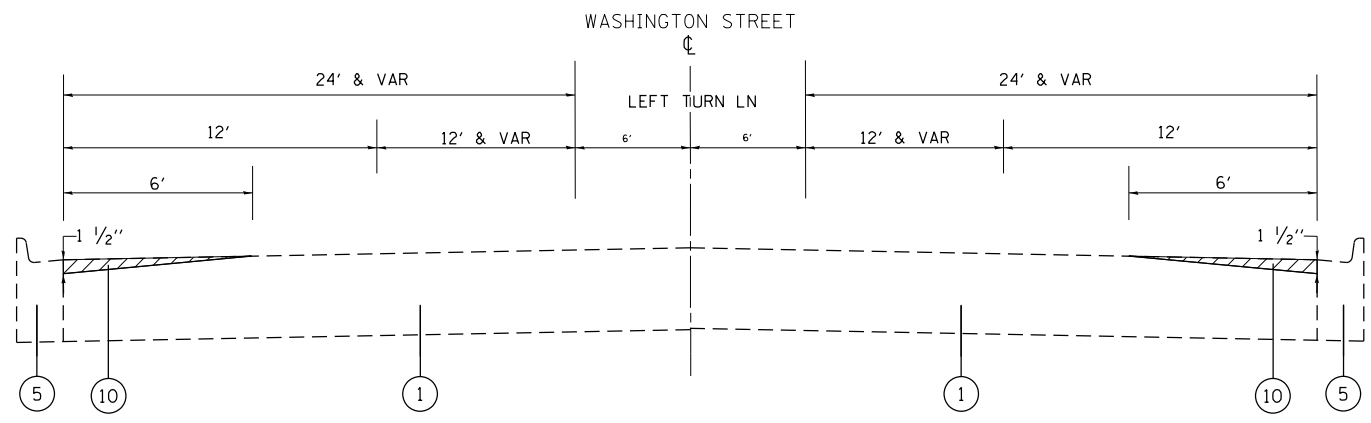 WASHINGTON STREET
℄
24' & VAR
24' & VAR
LEFT TURN LN
12'
12' & VAR
6'
6'
12' & VAR
12'
6'
6'
1 1/2"
1 1/2"
5
10
1
1
10
5